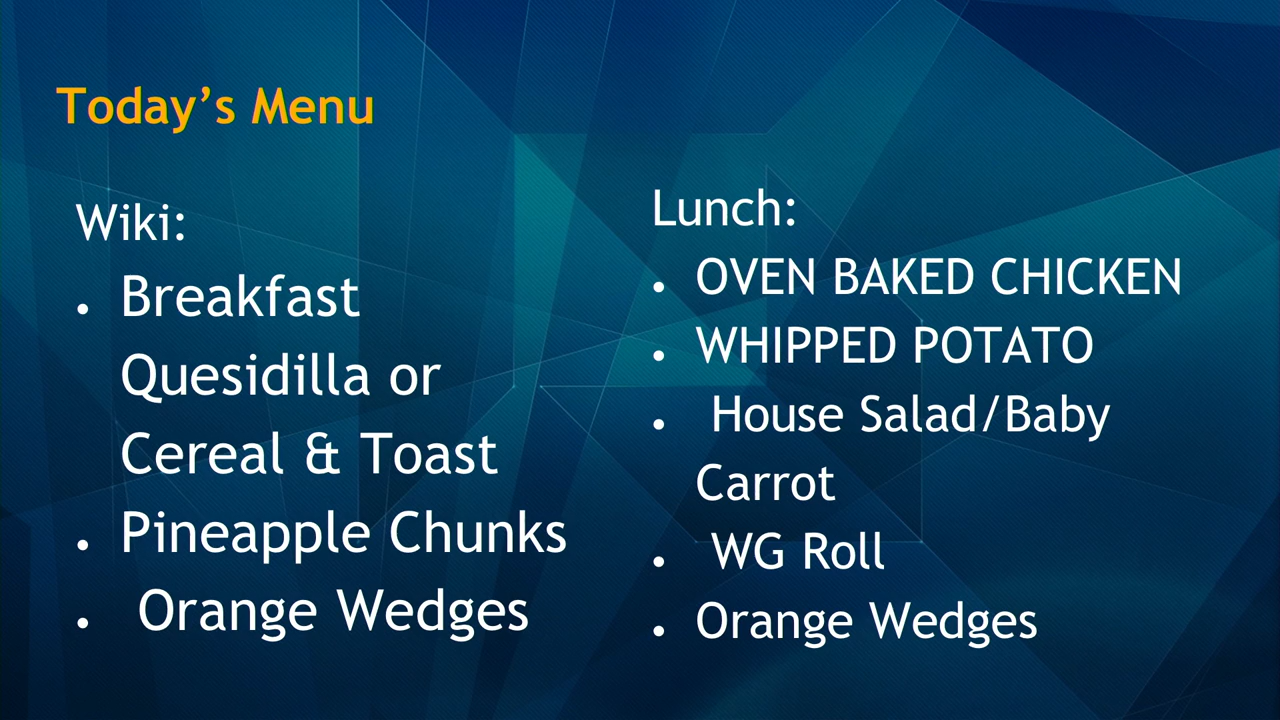 Today’s Menu
Wiki:
• Breakfast
Quesidilla or
Cereal & Toast
• Pineapple Chunks
• Orange Wedges
Lunch:
• OVEN BAKED CHICKEN
• WHIPPED POTATO
• House Salad/Baby
Carrot
• WG Roll
• Orange Wedges